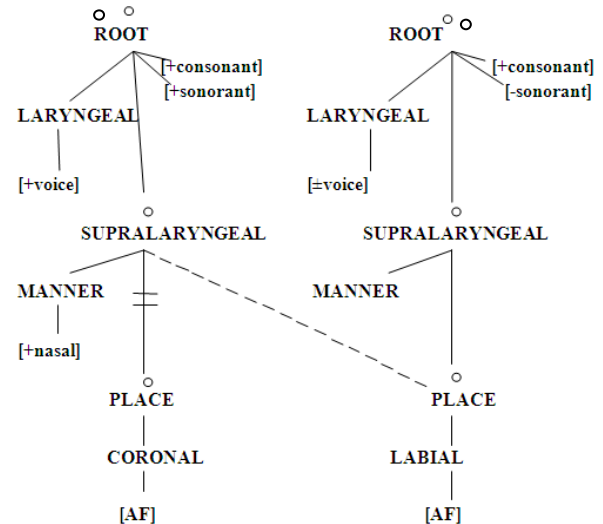 ROOT ROOT
[+consonant] [+consonant]
[+sonorant] [-sonorant]
LARYNGEAL LARYNGEAL
[+voice] [±voice]
SUPRALARYNGEAL SUPRALARYNGEAL
MANNER MANNER
[+nasal]
PLACE PLACE
CORONAL LABIAL
[AF] [AF]